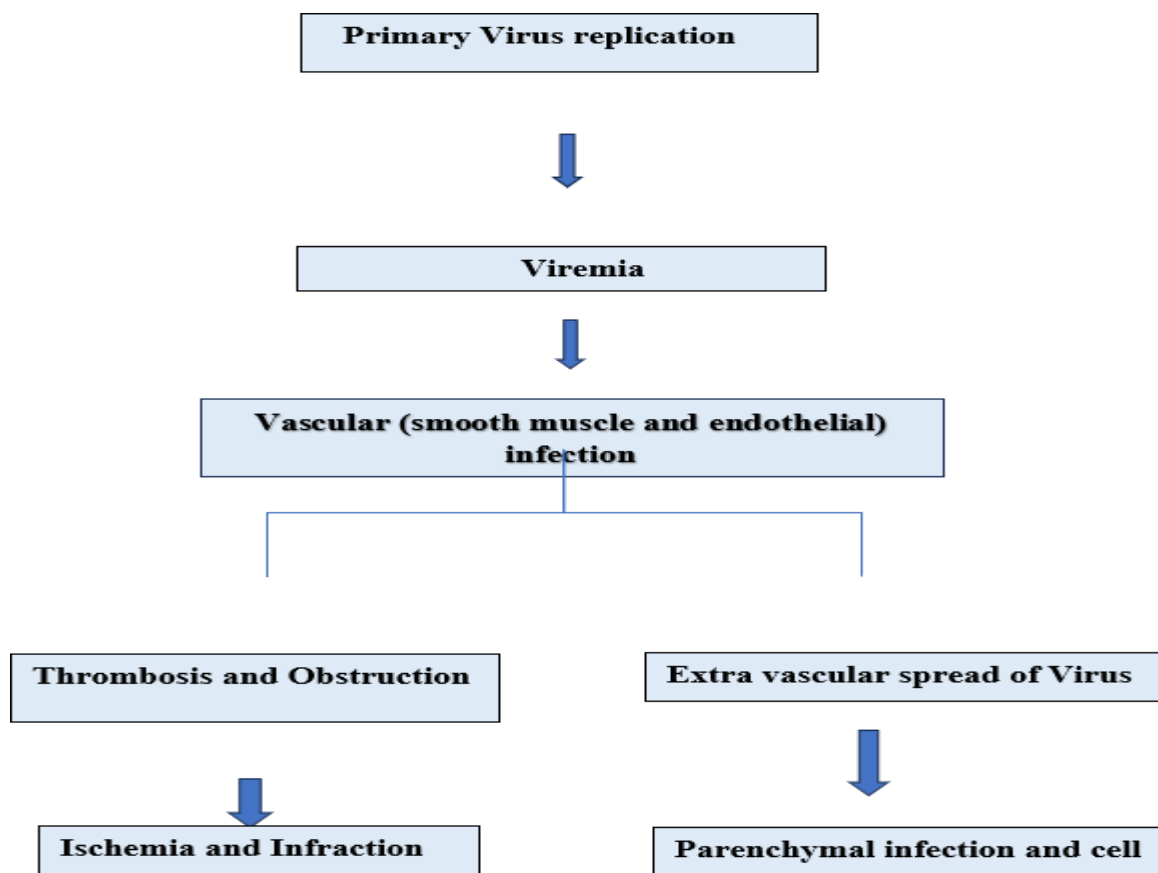 Primary Virus replication
Viremia
Vascular (smooth muscle and endothelial)
infection
Thrombosis and Obstruction
Extra vascular spread of Virus
Ischemia and Infraction
Parenchymal infection and cell